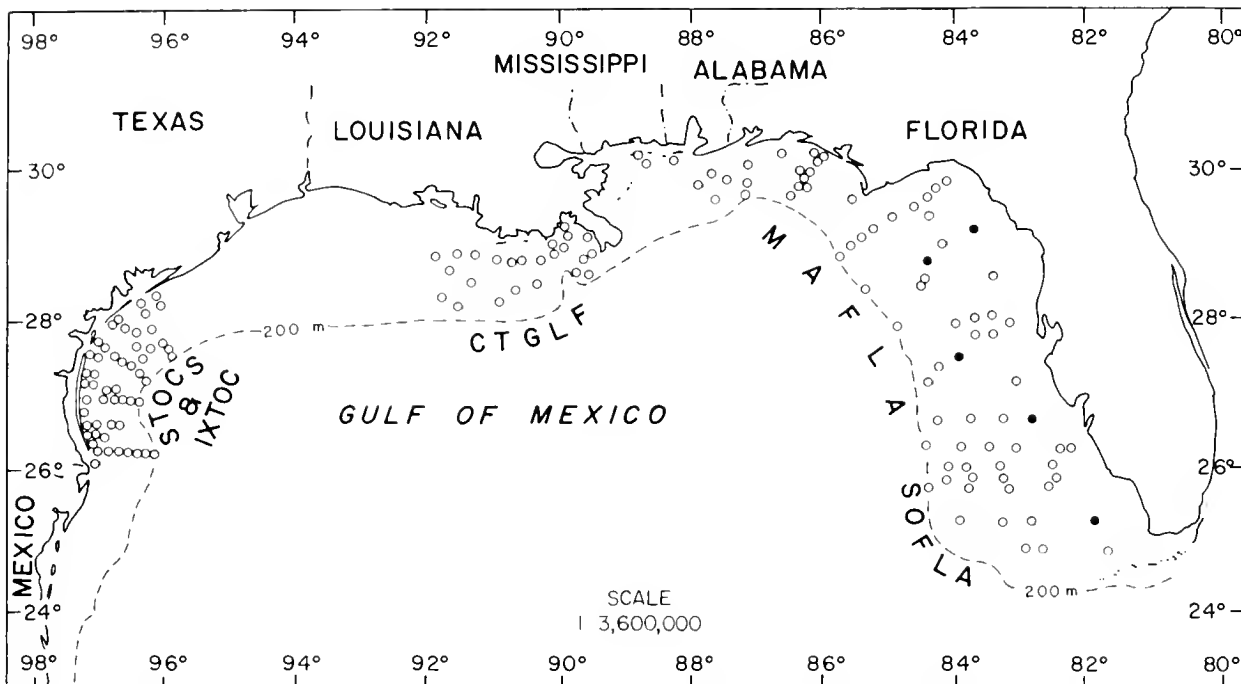 98° 96° 94° 92° 90° 88° 86° 84° 82° 80°
MISSISSIPPI ALABAMA
TEXAS LOUISIANA FLORIDA
30° 30°
MAFLA
28° 200 m CTGLF 28°
STOCS & IXTOC
GULF OF MEXICO
26° 26°
SOFLA
MEXICO
200 m
24° SCALE 24°
1 3,600,000
98° 96° 94° 92° 90° 88° 86° 84° 82° 80°